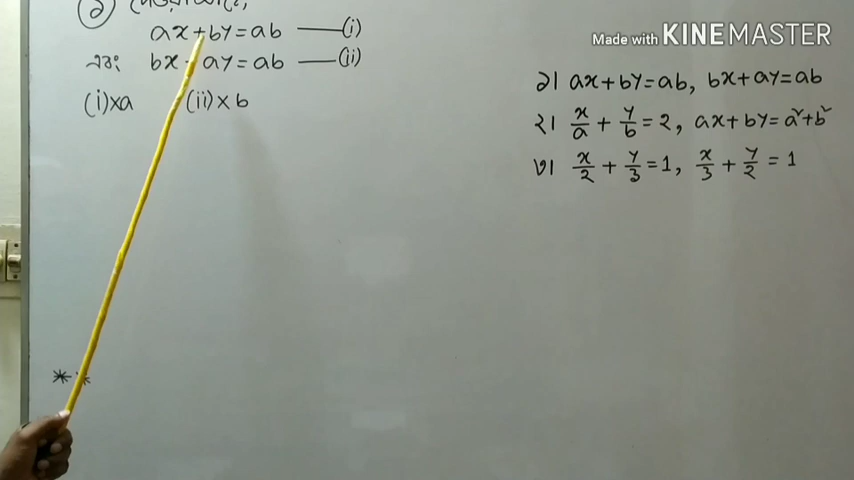 ১
ax+by=ab —(i)
এবং bx ay=ab —(ii)
(i)×a (ii)×b
**
Made with KINEMASTER
১। ax+by=ab, bx+ay=ab
২। x/a + y/b = 2, ax+by=a²+b²
৩। x/2 + y/3 = 1, x/3 + y/2 = 1